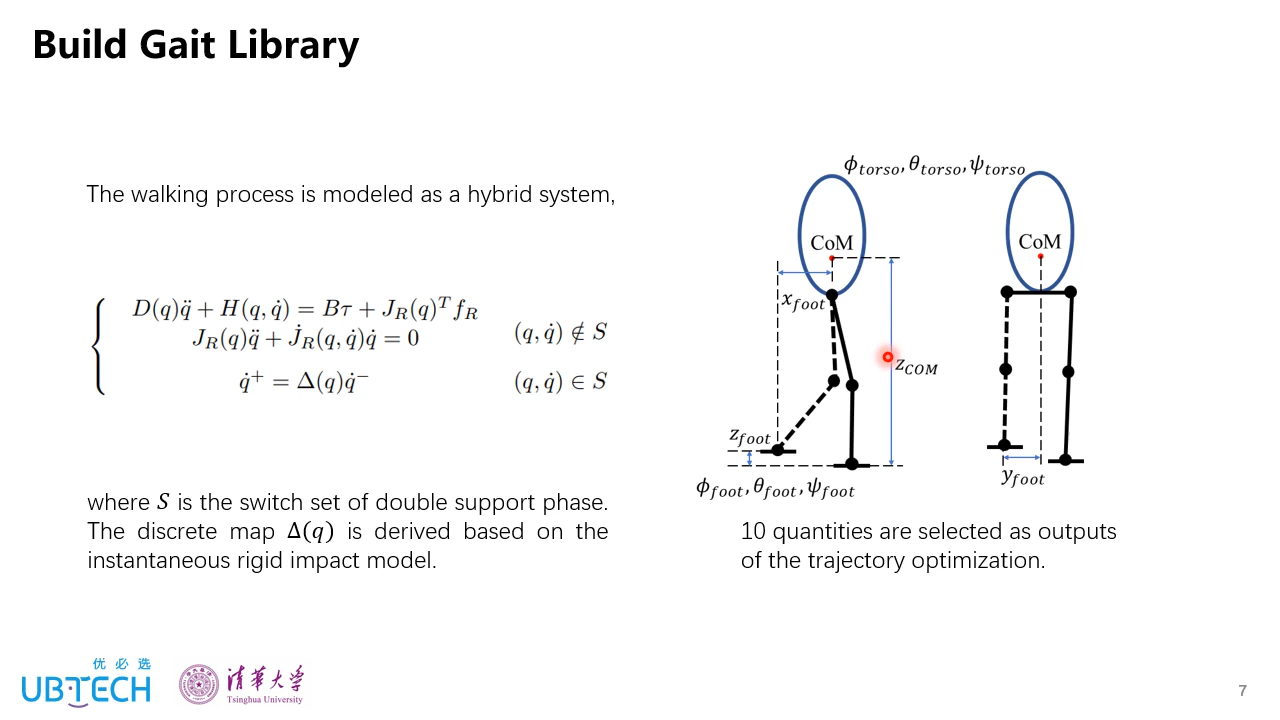 Build Gait Library
The walking process is modeled as a hybrid system,
D(q)q̈ + H(q, q̇) = Bτ + J_R(q)^T f_R
J_R(q)q̈ + J̇_R(q, q̇)q̇ = 0
(q, q̇) ∉ S
q̇⁺ = Δ(q)q̇⁻
(q, q̇) ∈ S
where S is the switch set of double support phase.
The discrete map Δ(q) is derived based on the
instantaneous rigid impact model.
ϕ_torso, θ_torso, ψ_torso
CoM
CoM
x_foot
z_COM
z_foot
y_foot
ϕ_foot, θ_foot, ψ_foot
10 quantities are selected as outputs
of the trajectory optimization.
优必选
UBTECH
清华大学
Tsinghua University
7